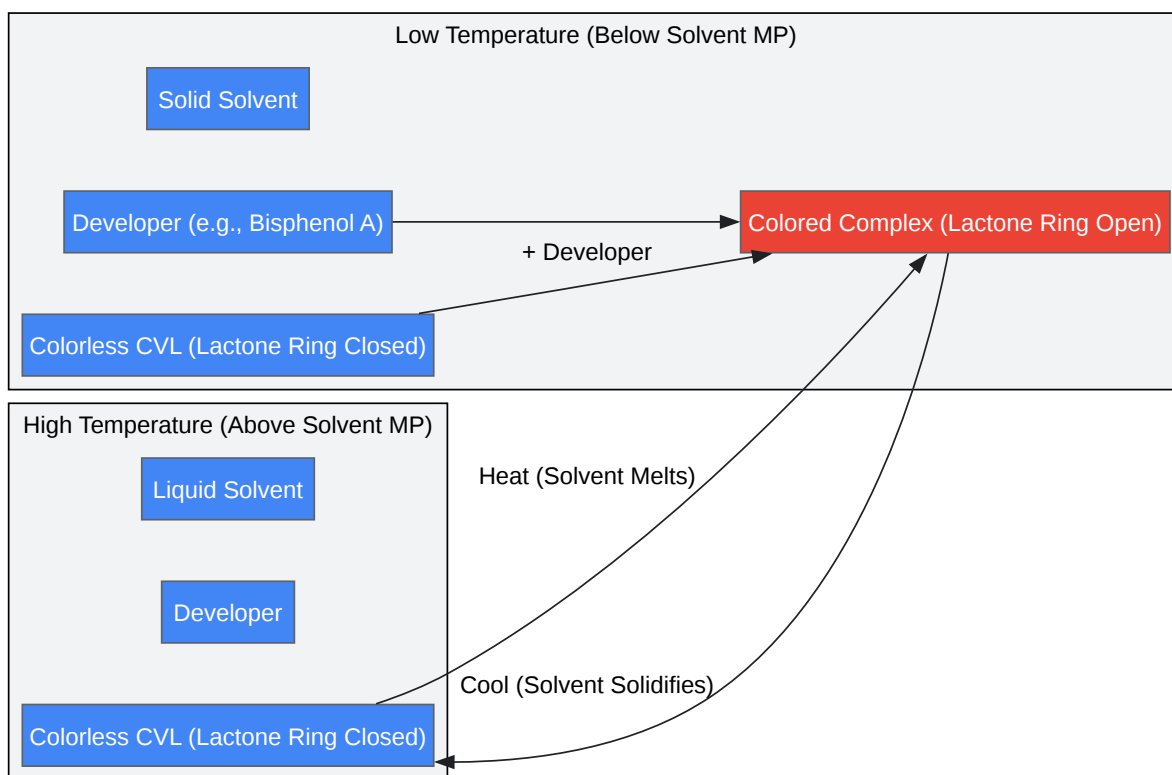 Low Temperature (Below Solvent MP)
Solid Solvent
Developer (e.g., Bisphenol A)
Colored Complex (Lactone Ring Open)
+ Developer
Colorless CVL (Lactone Ring Closed)
High Temperature (Above Solvent MP)
Liquid Solvent
Heat (Solvent Melts)
Developer
Cool (Solvent Solidifies)
Colorless CVL (Lactone Ring Closed)